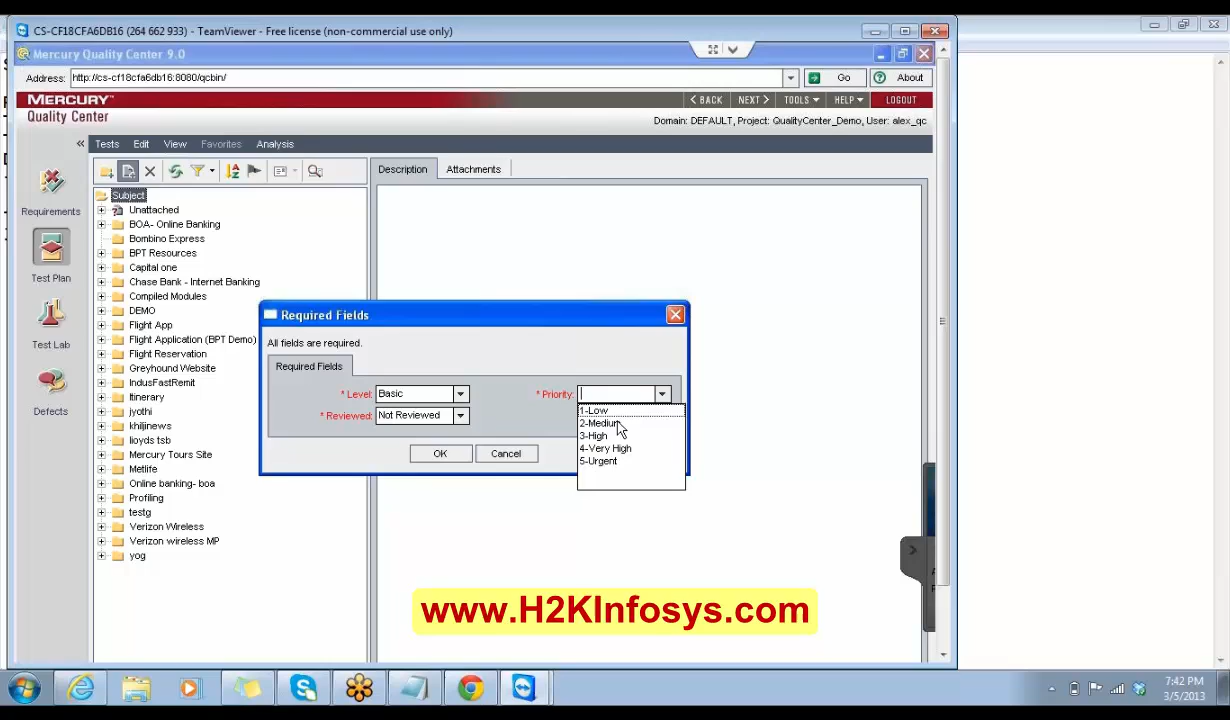 CS-CF18CFA6DB16 (264 662 933) - TeamViewer - Free license (non-commercial use only)
Mercury Quality Center 9.0
Address: http://cs-cf18cfa6db16:8080/qcbin/ Go About
MERCURY™
Quality Center
BACK NEXT TOOLS HELP LOGOUT
Domain: DEFAULT, Project: QualityCenter_Demo, User: alex_qc
Tests Edit View Favorites Analysis
Description Attachments
Requirements
Test Plan
Test Lab
Defects
Subject
Unattached
BOA- Online Banking
Bombino Express
BPT Resources
Capital one
Chase Bank - Internet Banking
Compiled Modules
DEMO
Flight App
Flight Application (BPT Demo)
Flight Reservation
Greyhound Website
IndusFastRemit
Itinerary
jyothi
khiljinews
lloyds tsb
Mercury Tours Site
Metlife
Online banking- boa
Profiling
testg
Verizon Wireless
Verizon wireless MP
yog
Required Fields
All fields are required.
Required Fields
* Level: Basic
* Priority:
* Reviewed: Not Reviewed
1-Low
2-Medium
3-High
4-Very High
5-Urgent
OK Cancel
www.H2KInfosys.com
7:42 PM
3/5/2013